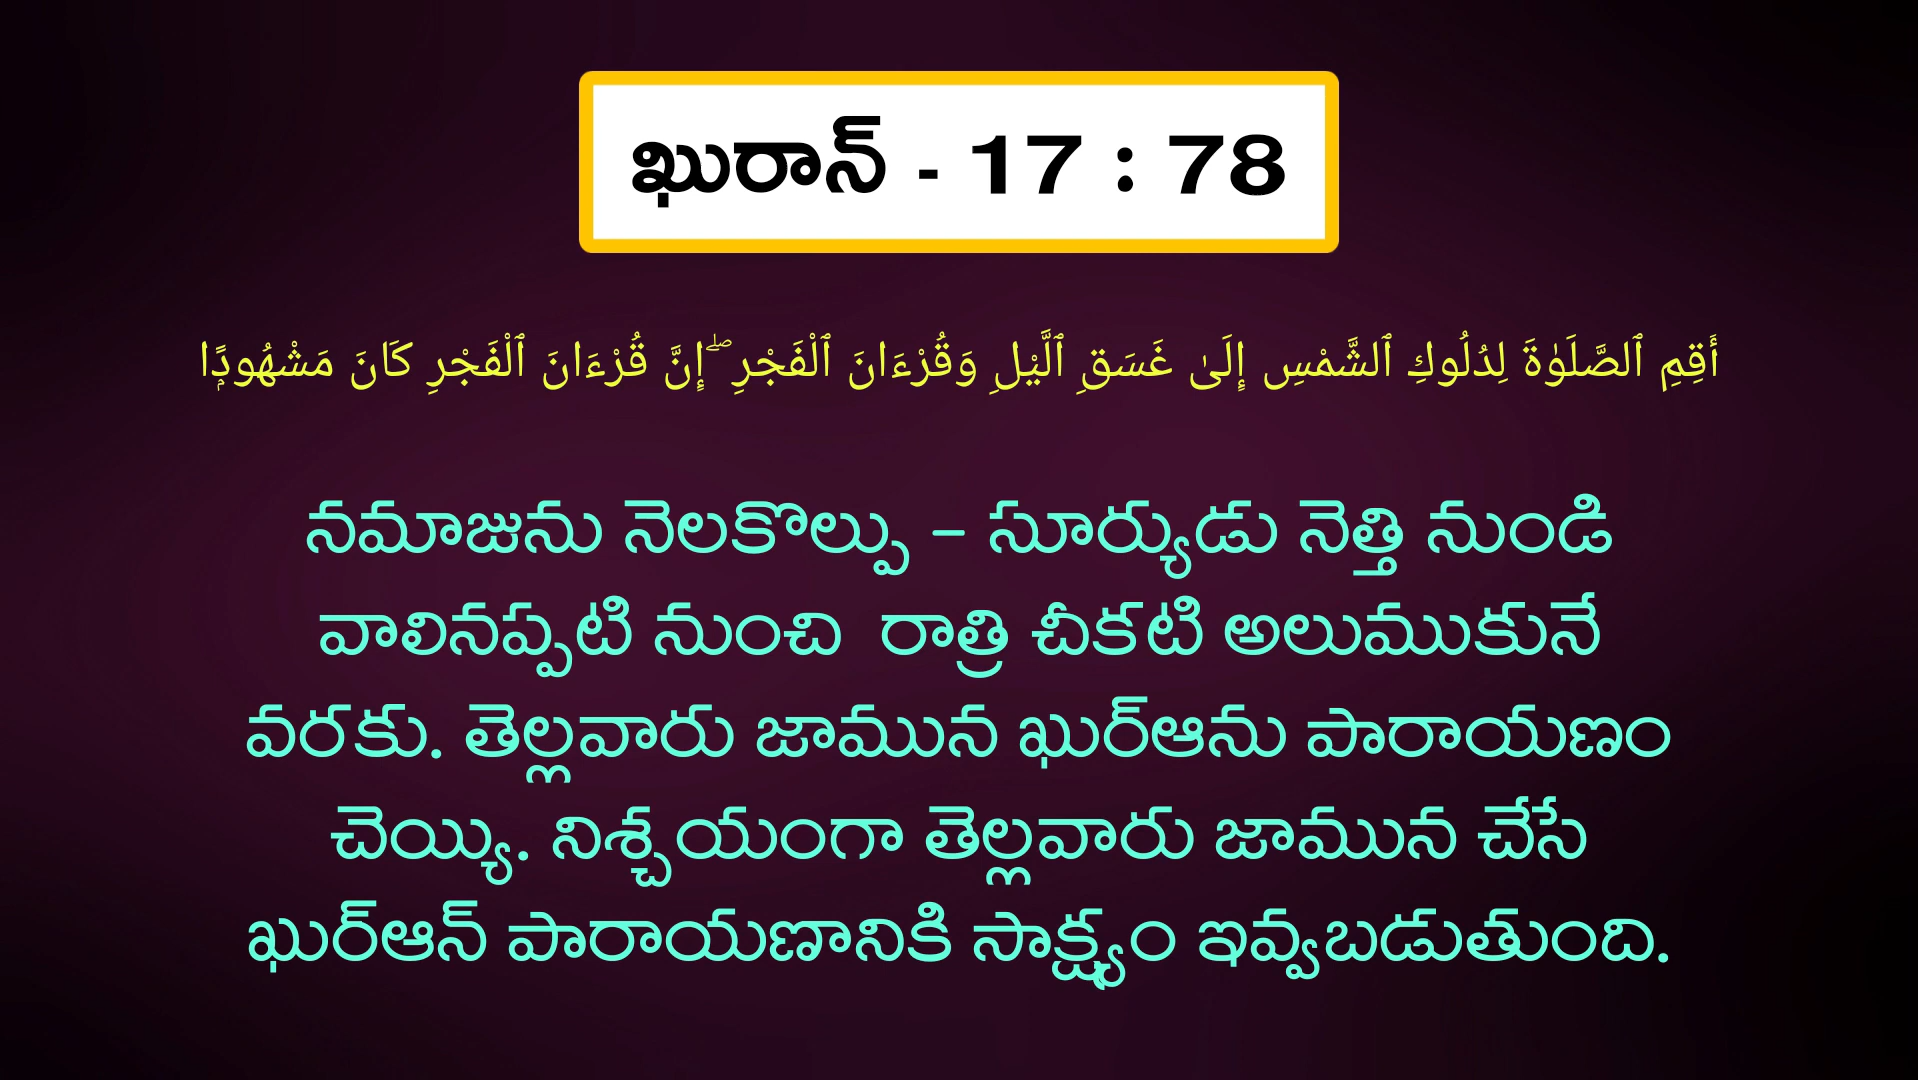 ఖురాన్ - 17 : 78
أَقِمِ ٱلصَّلَوٰةَ لِدُلُوكِ ٱلشَّمْسِ إِلَىٰ غَسَقِ ٱلَّيْلِ وَقُرْءَانَ ٱلْفَجْرِ ۖ إِنَّ قُرْءَانَ ٱلْفَجْرِ كَانَ مَشْهُودًۭا
నమాజును నెలకొల్పు – సూర్యుడు నెత్తి నుండి
వాలినప్పటి నుంచి రాత్రి చీకటి అలుముకునే
వరకు. తెల్లవారు జామున ఖుర్ఆను పారాయణం
చెయ్యి. నిశ్చయంగా తెల్లవారు జామున చేసే
ఖుర్ఆన్ పారాయణానికి సాక్ష్యం ఇవ్వబడుతుంది.